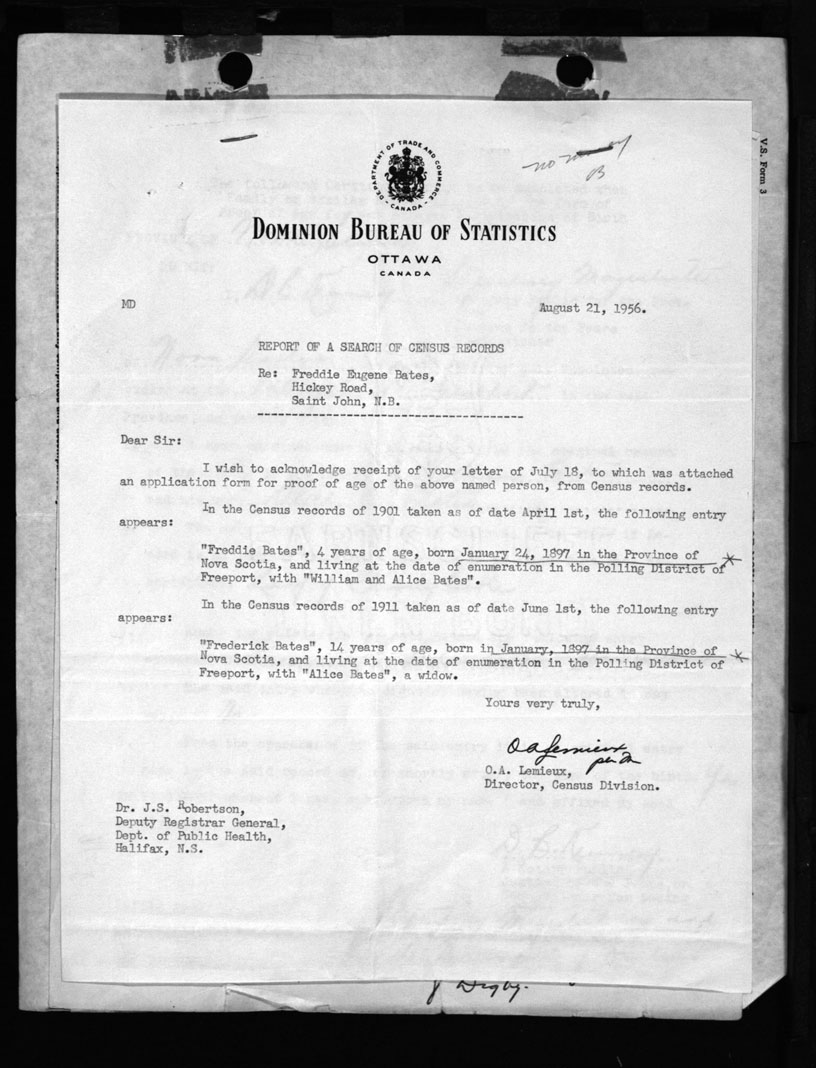 V.S. Form 3
DEPARTMENT OF TRADE AND COMMERCE
CANADA
DOMINION BUREAU OF STATISTICS
OTTAWA
CANADA
MD
August 21, 1956.
REPORT OF A SEARCH OF CENSUS RECORDS
Re: Freddie Eugene Bates,
Hickey Road,
Saint John, N.B.
Dear Sir:
I wish to acknowledge receipt of your letter of July 18, to which was attached
an application form for proof of age of the above named person, from Census records.
In the Census records of 1901 taken as of date April 1st, the following entry
appears:
"Freddie Bates", 4 years of age, born January 24, 1897 in the Province of
Nova Scotia, and living at the date of enumeration in the Polling District of
Freeport, with "William and Alice Bates".
In the Census records of 1911 taken as of date June 1st, the following entry
appears:
"Frederick Bates", 14 years of age, born in January, 1897 in the Province of
Nova Scotia, and living at the date of enumeration in the Polling District of
Freeport, with "Alice Bates", a widow.
Yours very truly,
O A Lemieux
O.A. Lemieux,
Director, Census Division.
Dr. J.S. Robertson,
Deputy Registrar General,
Dept. of Public Health,
Halifax, N.S.
Digby.